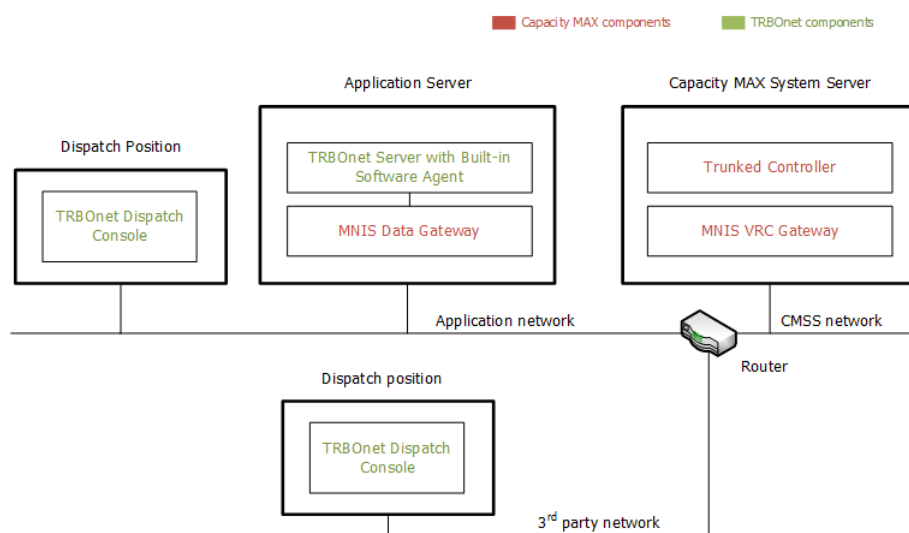 Capacity MAX components
TRBOnet components
Application Server
Capacity MAX System Server
Dispatch Position
TRBOnet Server with Built-in
Software Agent
Trunked Controller
TRBOnet Dispatch
Console
MNIS Data Gateway
MNIS VRC Gateway
Application network
CMSS network
Router
Dispatch position
TRBOnet Dispatch
Console
3rd party network